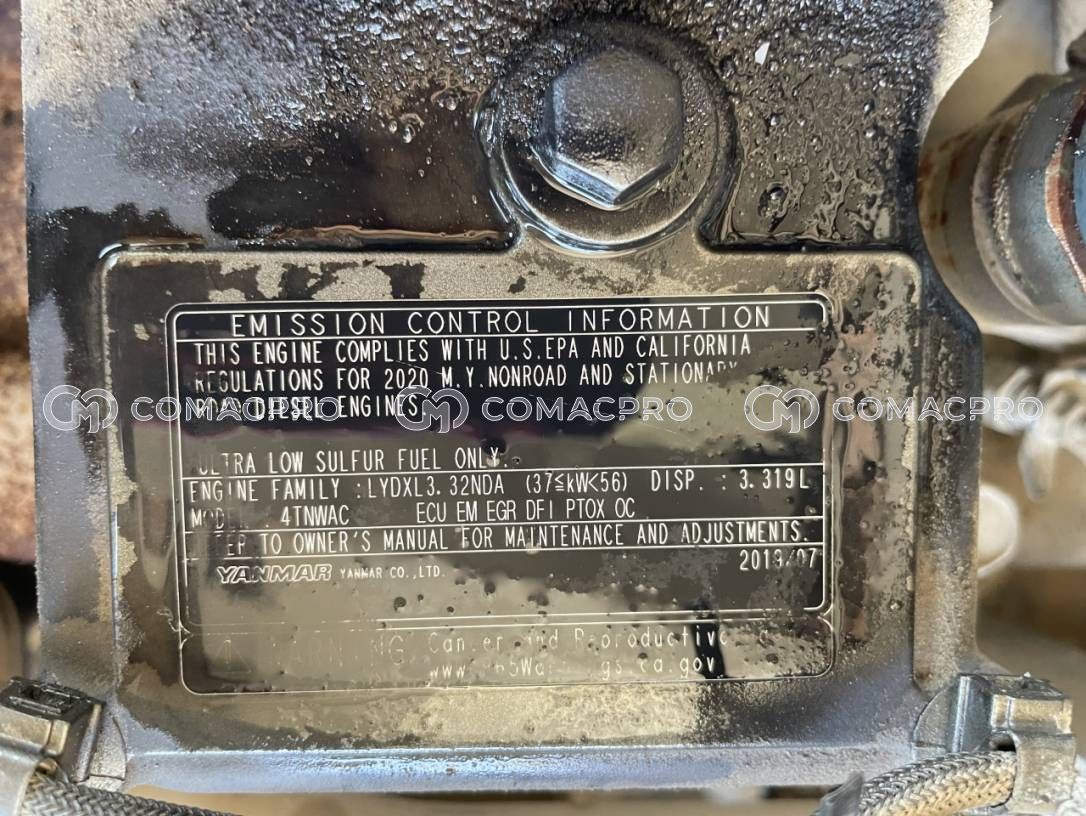 EMISSION CONTROL INFORMATION
THIS ENGINE COMPLIES WITH U.S.EPA AND CALIFORNIA
REGULATIONS FOR 2020 M.Y.NONROAD AND STATIONARY
DIESEL ENGINES
COMACPRO COMACPRO COMACPRO
ULTRA LOW SULFUR FUEL ONLY.
ENGINE FAMILY :LYDXL3.32NDA (37≦kW<56) DISP. : 3.319L
MODEL : 4TNWAC ECU EM EGR DFI PTOX OC
REFER TO OWNER'S MANUAL FOR MAINTENANCE AND ADJUSTMENTS.
YANMAR YANMAR CO.,LTD.
WARNING Cancer and Reproductive